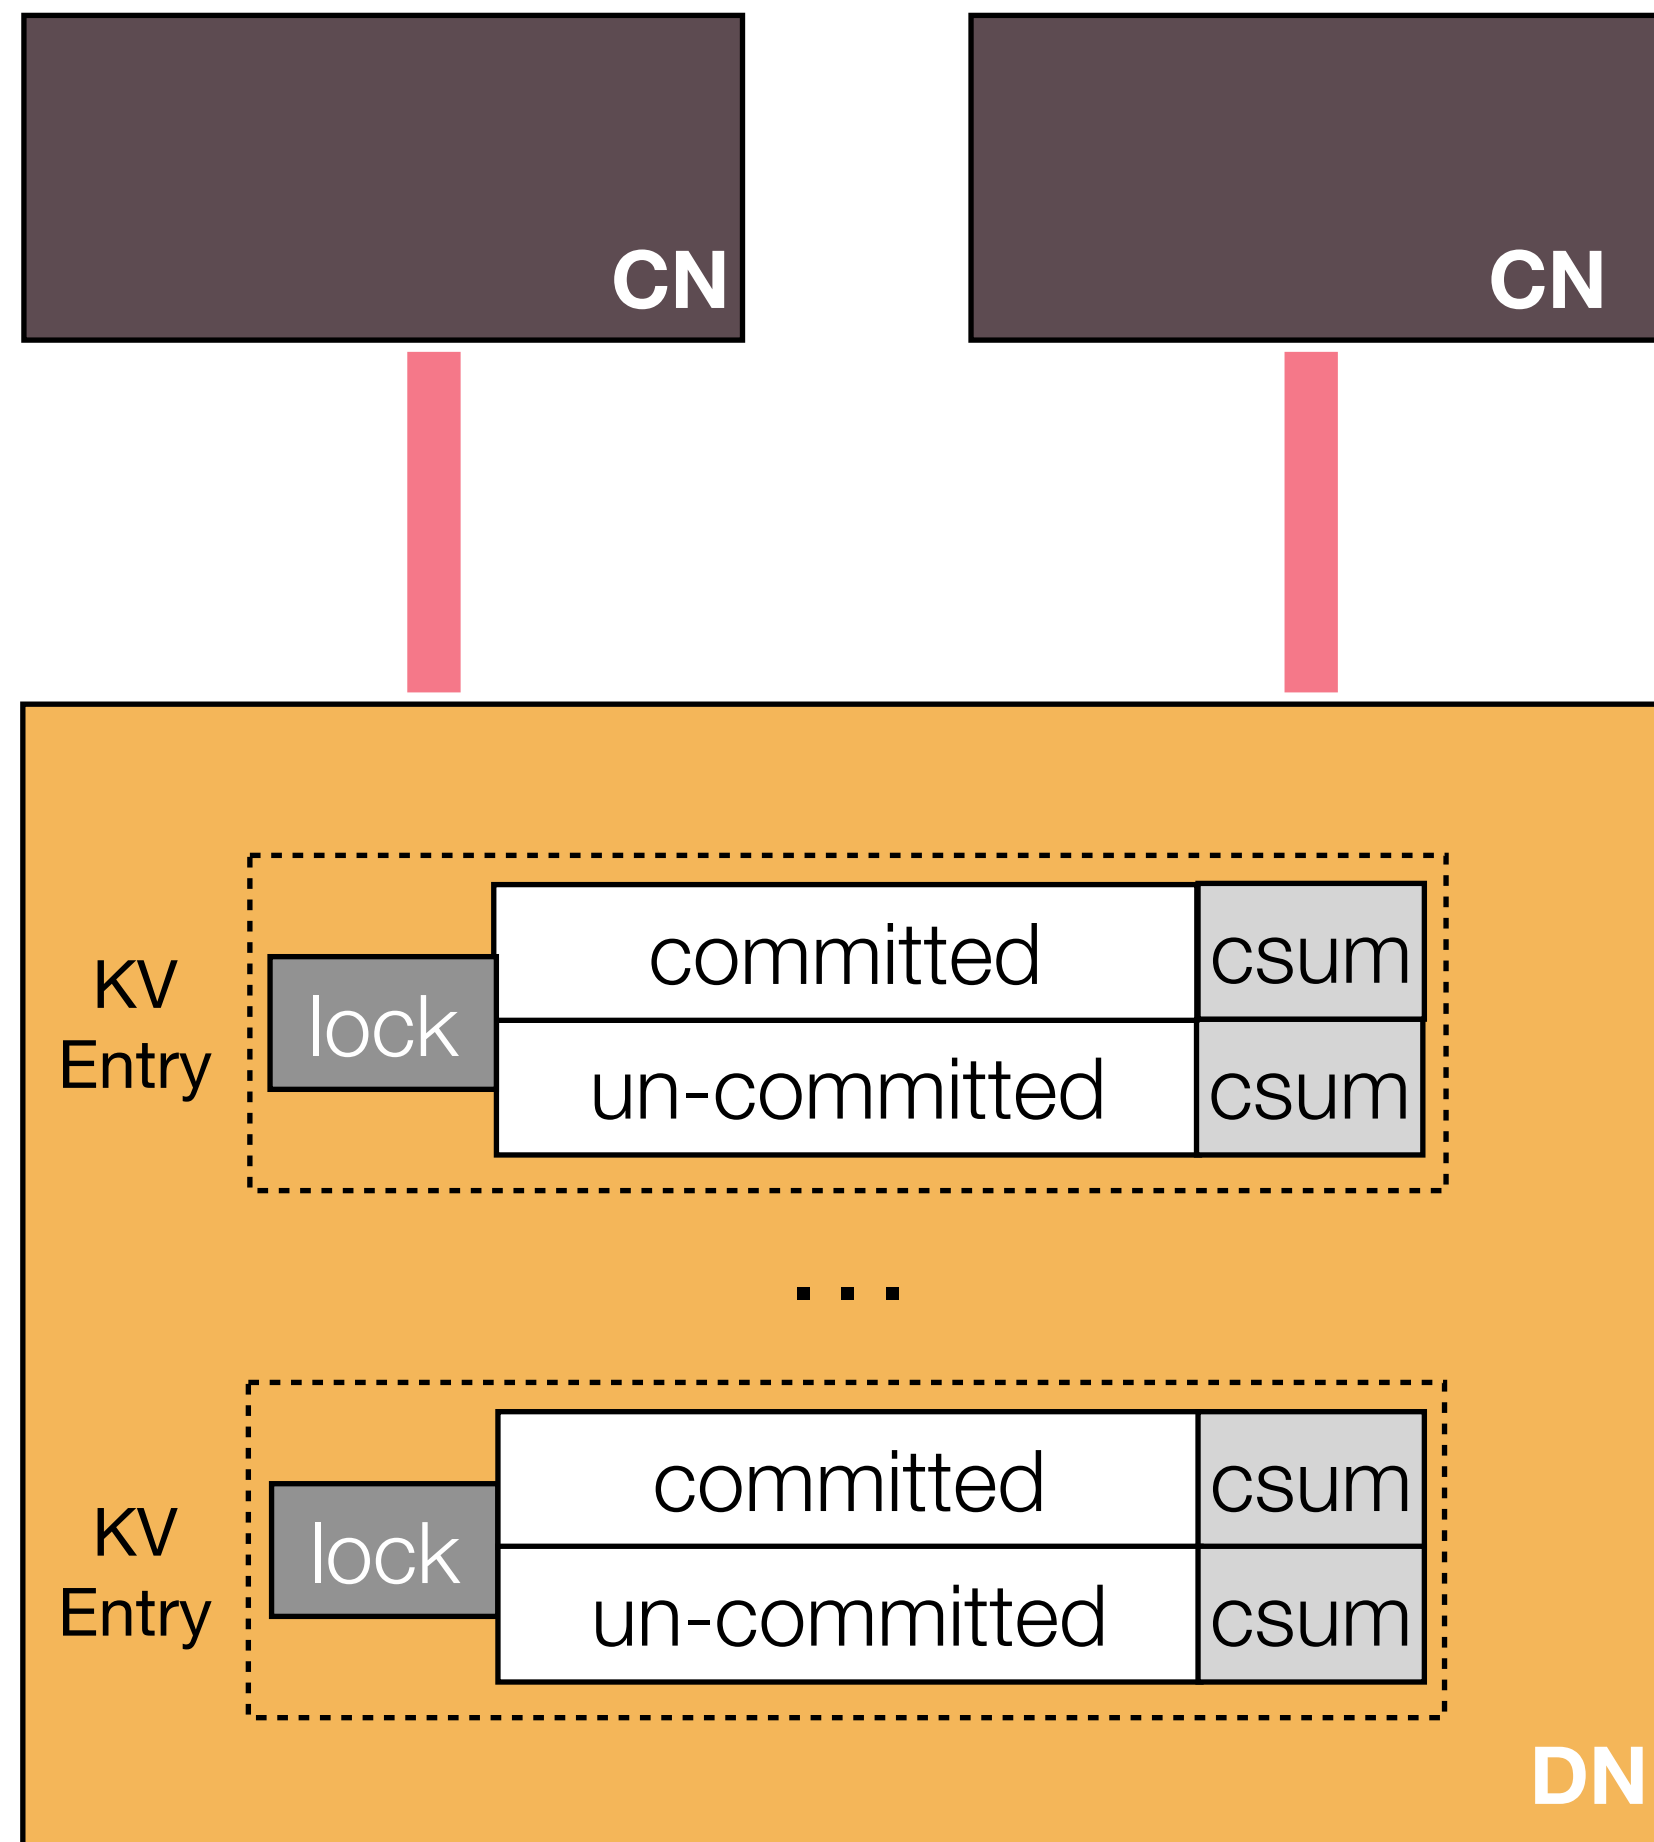 CN
CN
committed
csum
KV
Entry
lock
un-committed
csum
...
committed
csum
KV
Entry
lock
un-committed
csum
DN